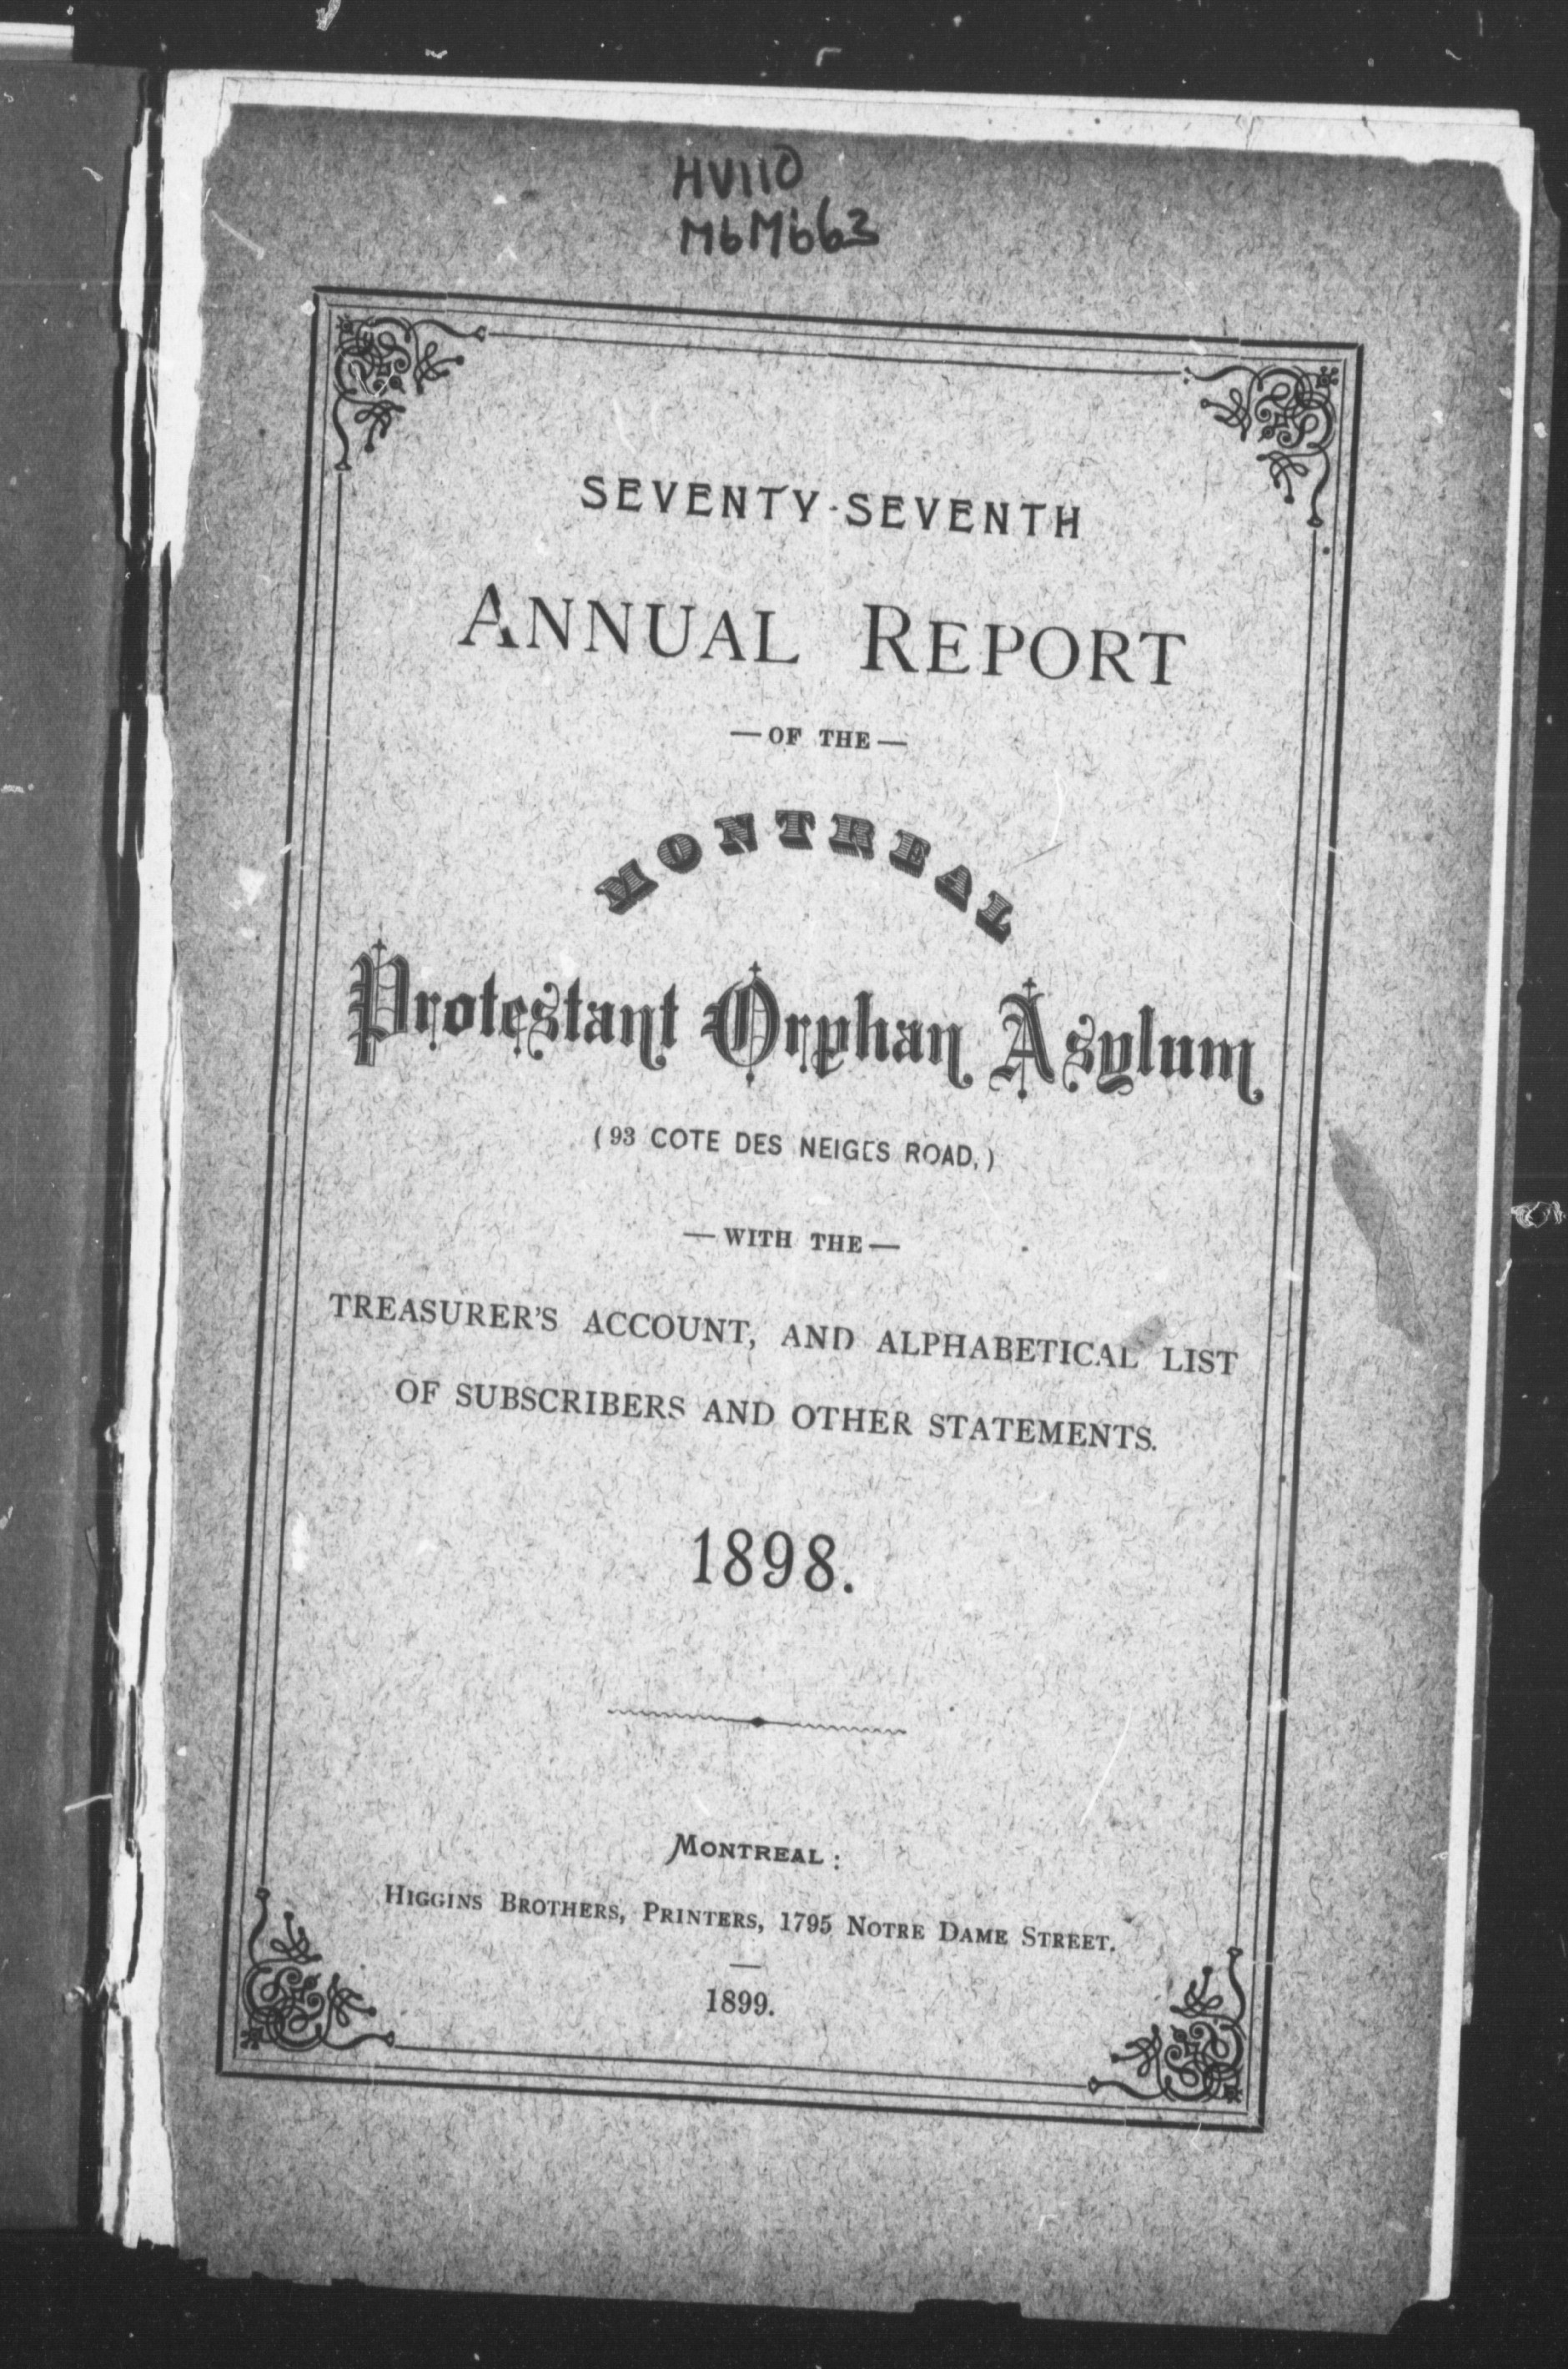 HV110
M6M663
SEVENTY-SEVENTH
ANNUAL REPORT
— OF THE —
MONTREAL
Protestant Orphan Asylum
(93 COTE DES NEIGES ROAD,)
— WITH THE —
TREASURER'S ACCOUNT, AND ALPHABETICAL LIST
OF SUBSCRIBERS AND OTHER STATEMENTS.
1898.
MONTREAL:
HIGGINS BROTHERS, PRINTERS, 1795 NOTRE DAME STREET.
1899.